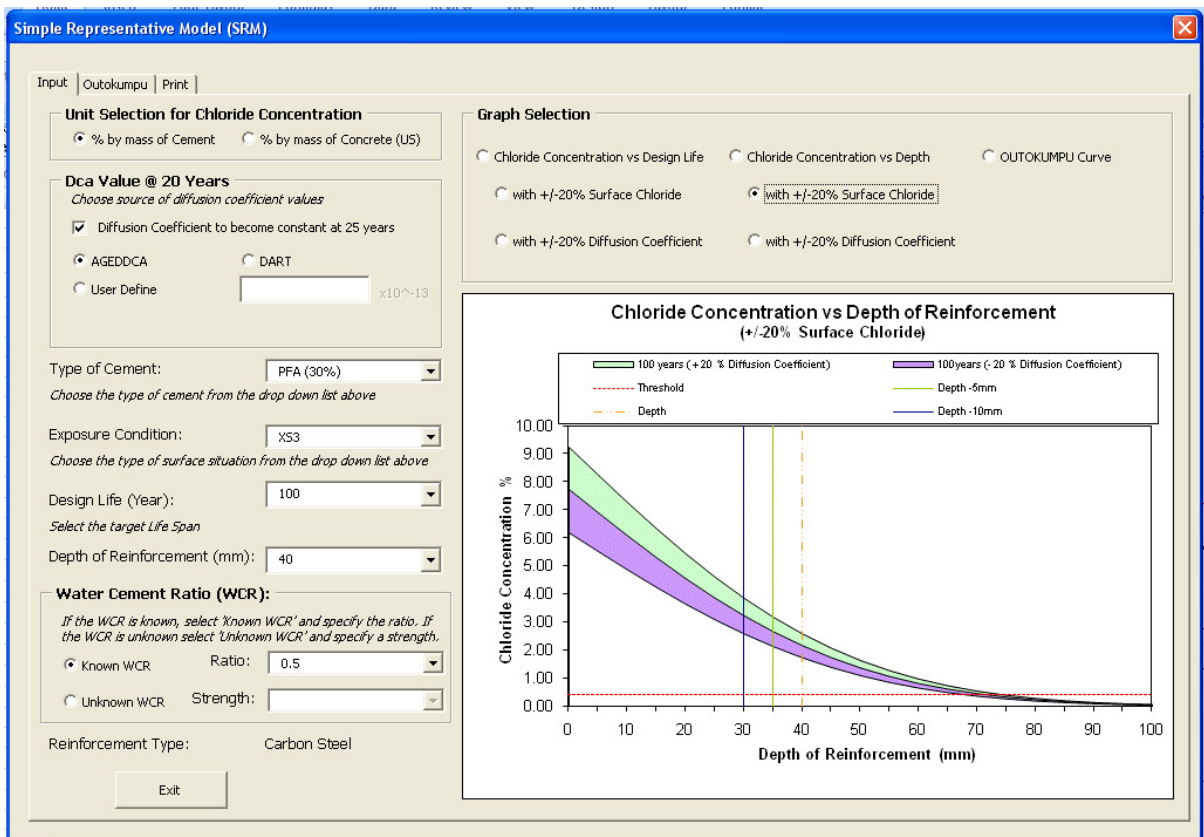 Simple Representative Model (SRM)
Input
Outokumpu
Print
Unit Selection for Chloride Concentration
% by mass of Cement
% by mass of Concrete (US)
Dca Value @ 20 Years
Choose source of diffusion coefficient values
Diffusion Coefficient to become constant at 25 years
AGEDDCA
DART
User Define
x10^-13
Type of Cement:
PFA (30%)
Choose the type of cement from the drop down list above
Exposure Condition:
XS3
Choose the type of surface situation from the drop down list above
Design Life (Year):
100
Select the target Life Span
Depth of Reinforcement (mm):
40
Water Cement Ratio (WCR):
If the WCR is known, select 'Known WCR' and specify the ratio. If
the WCR is unknown select 'Unknown WCR' and specify a strength.
Known WCR
Ratio:
0.5
Unknown WCR
Strength:
Reinforcement Type:
Carbon Steel
Exit
Graph Selection
Chloride Concentration vs Design Life
Chloride Concentration vs Depth
OUTOKUMPU Curve
with +/-20% Surface Chloride
with +/-20% Surface Chloride
with +/-20% Diffusion Coefficient
with +/-20% Diffusion Coefficient
Chloride Concentration vs Depth of Reinforcement
(+/-20% Surface Chloride)
100 years (+20 % Diffusion Coefficient)
100years (-20 % Diffusion Coefficient)
Threshold
Depth -5mm
Depth
Depth -10mm
Chloride Concentration %
10.00
9.00
8.00
7.00
6.00
5.00
4.00
3.00
2.00
1.00
0.00
0 10 20 30 40 50 60 70 80 90 100
Depth of Reinforcement (mm)